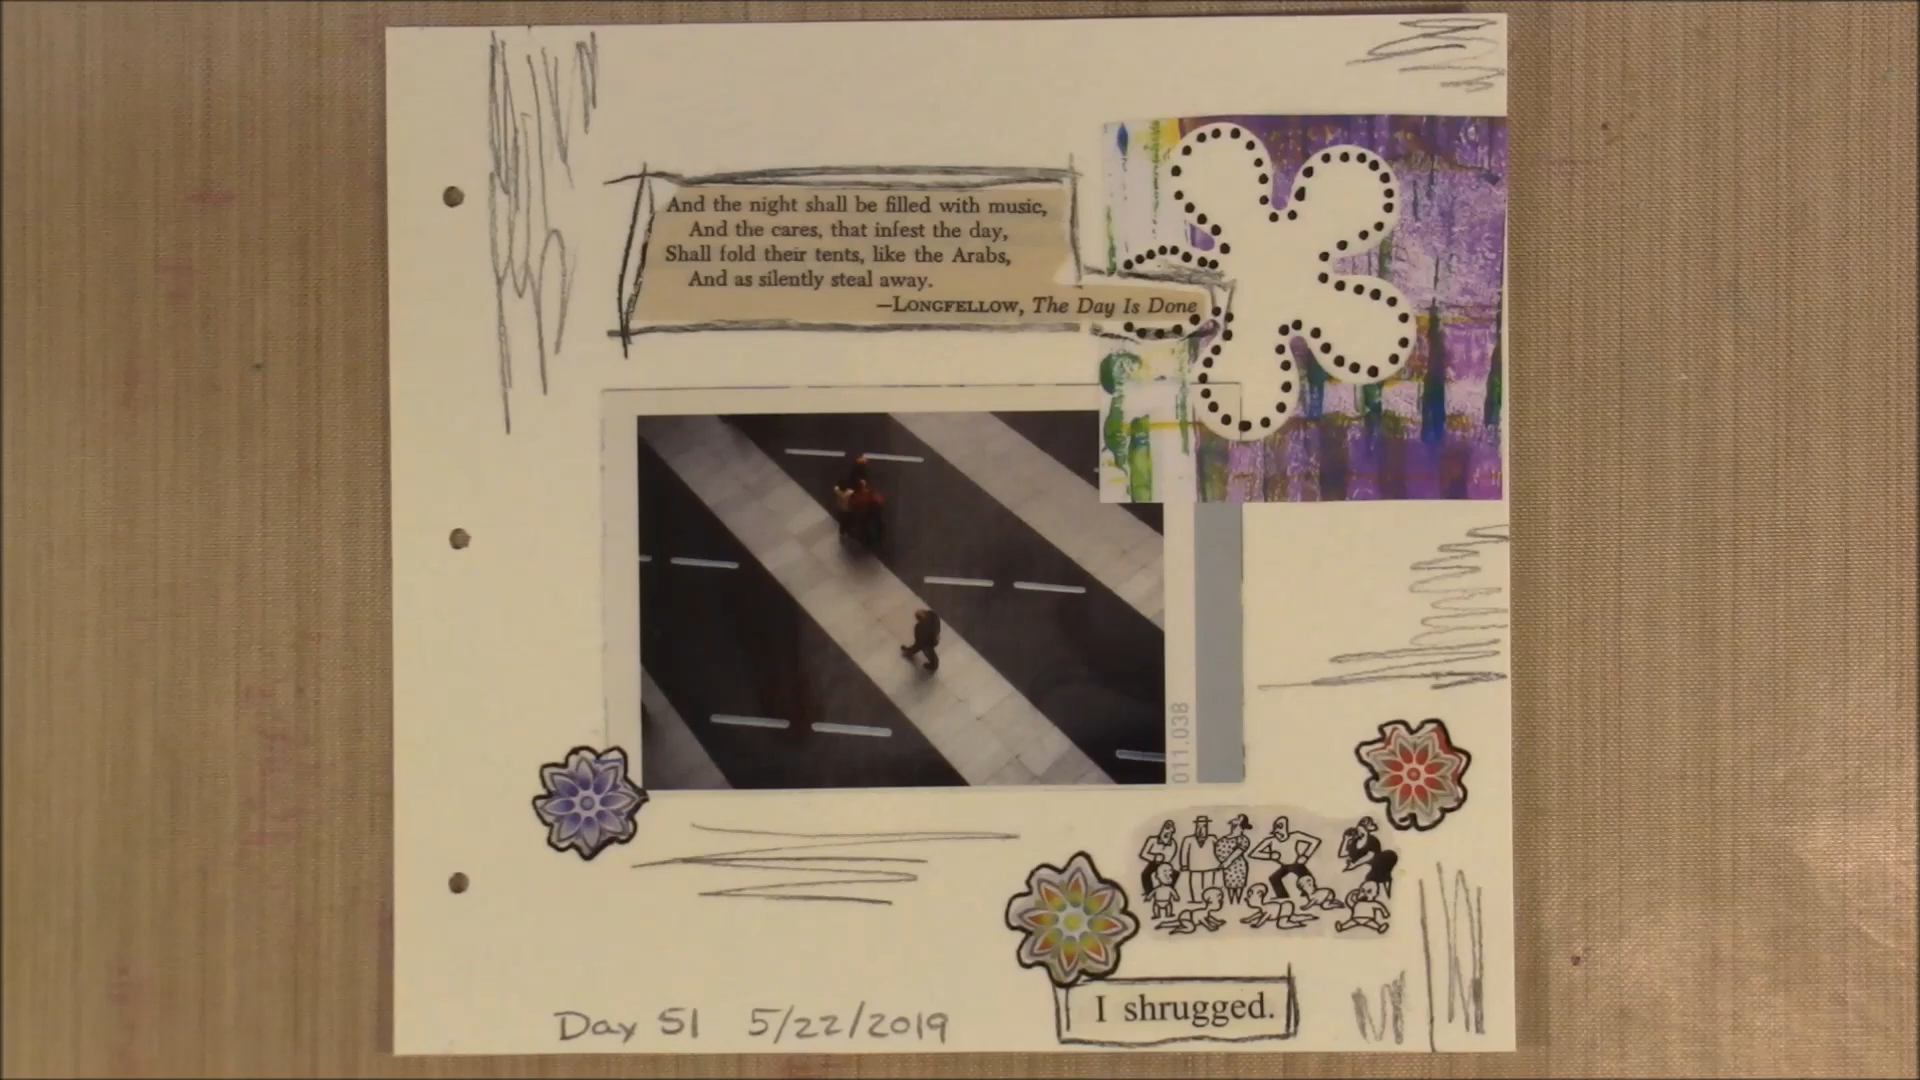 And the night shall be filled with music,
And the cares, that infest the day,
Shall fold their tents, like the Arabs,
And as silently steal away.
—LONGFELLOW, The Day Is Done
011.038
I shrugged.
Day 51 5/22/2019